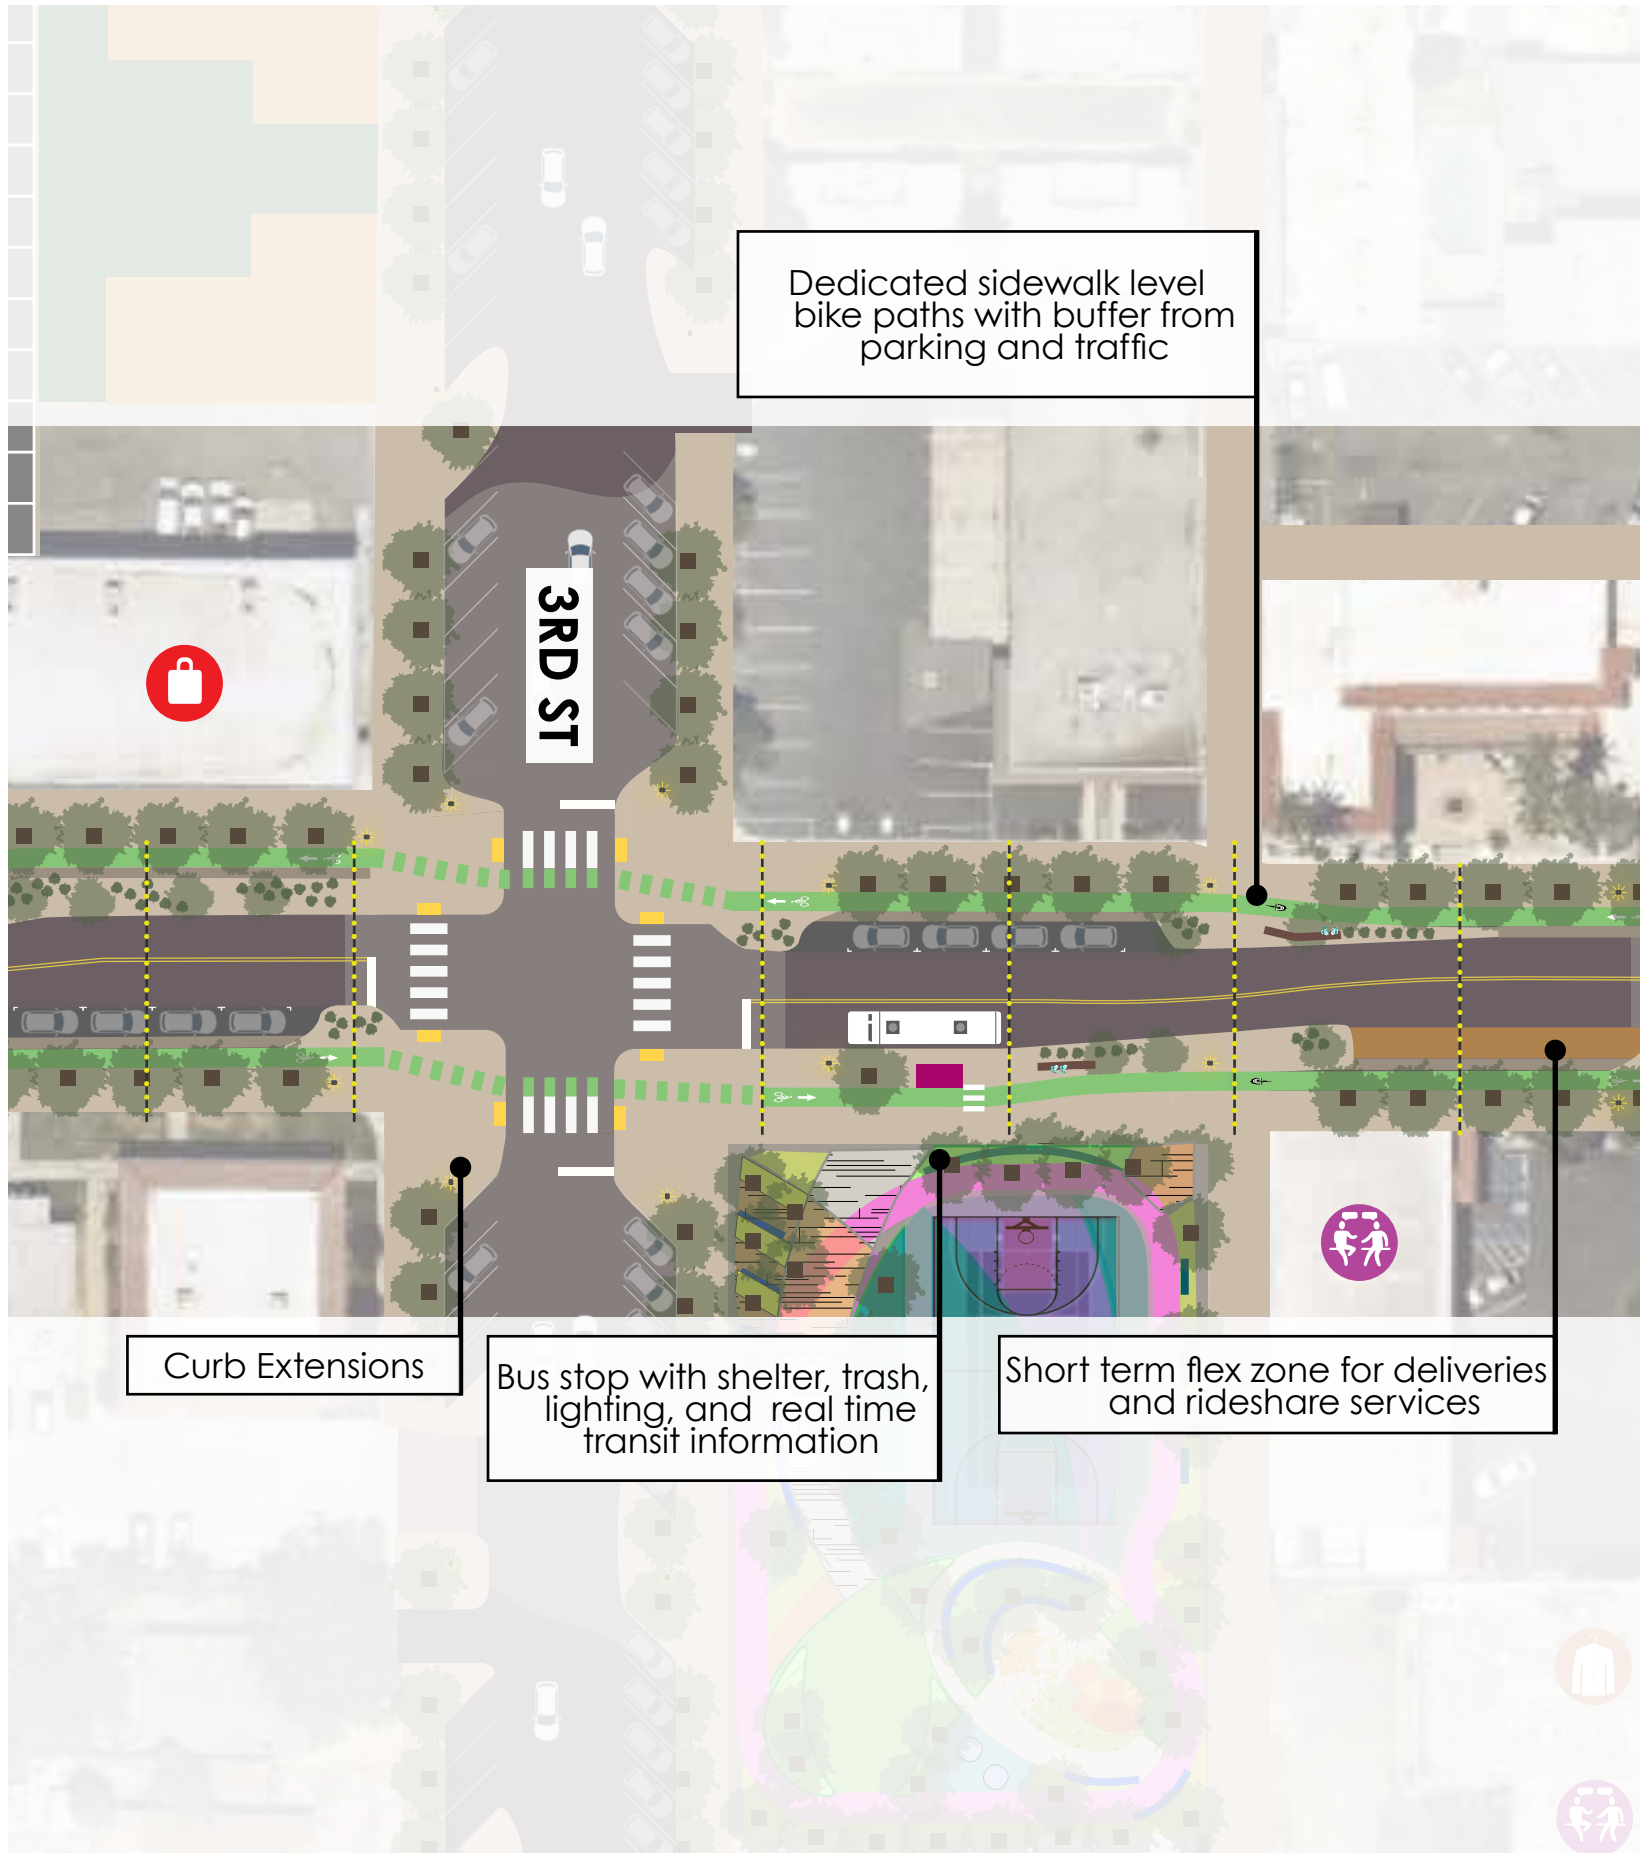 Dedicated sidewalk level
bike paths with buffer from
parking and traffic
3RD ST
Curb Extensions
Bus stop with shelter, trash,
lighting, and real time
transit information
Short term flex zone for deliveries
and rideshare services